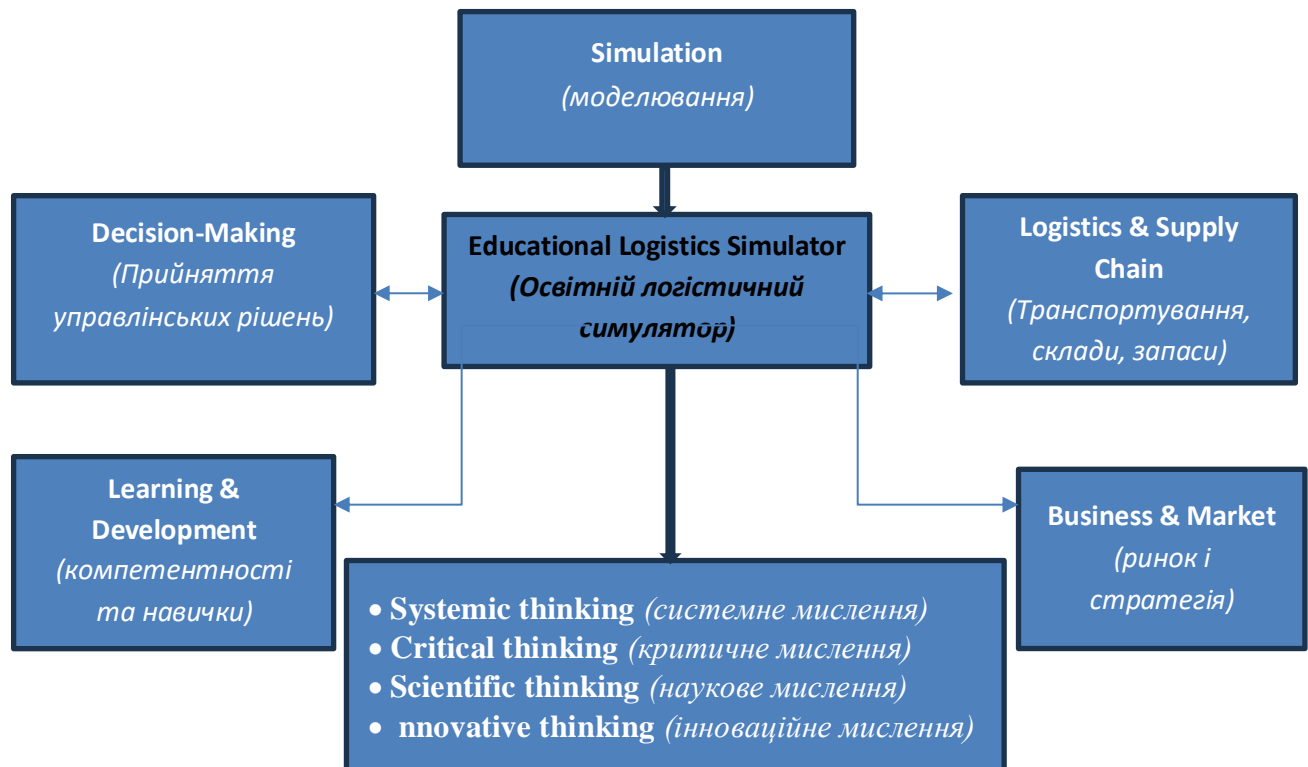 Simulation
(моделювання)
Decision-Making
(Прийняття
управлінських рішень)
Educational Logistics Simulator
(Освітній логістичний
симулятор)
Logistics & Supply
Chain
(Транспортування,
склади, запаси)
Learning &
Development
(компетентності
та навички)
Business & Market
(ринок і
стратегія)
• Systemic thinking (системне мислення)
• Critical thinking (критичне мислення)
• Scientific thinking (наукове мислення)
• nnovative thinking (інноваційне мислення)